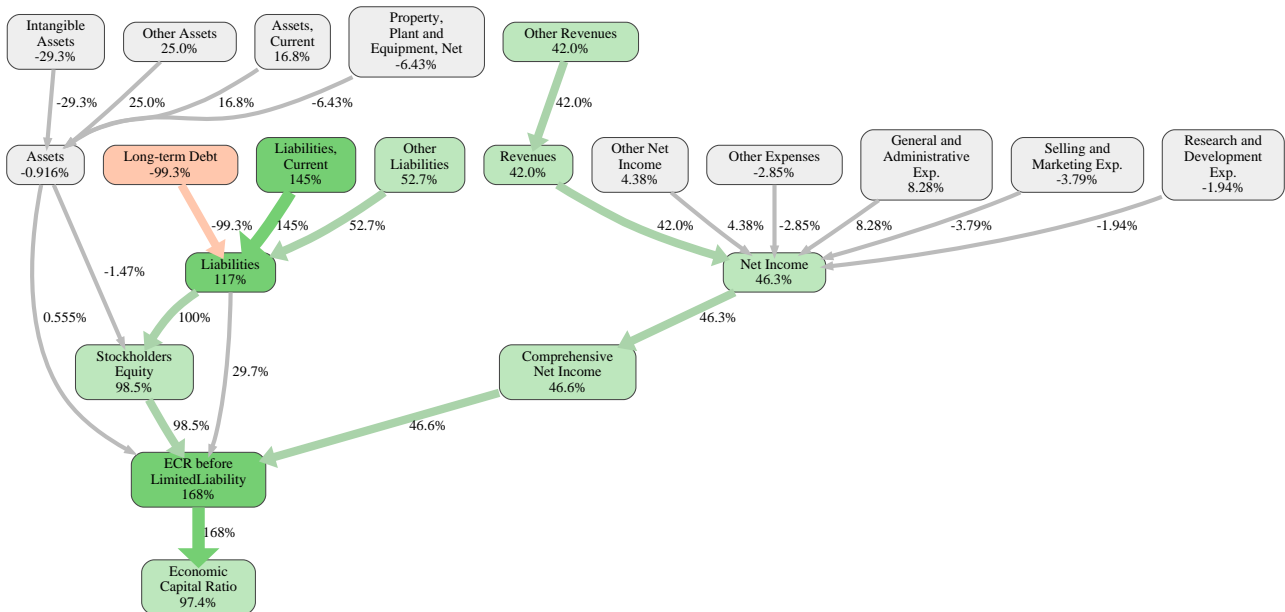 Intangible
Assets
-29.3%
Other Assets
25.0%
Assets,
Current
16.8%
Property,
Plant and
Equipment, Net
-6.43%
Other Revenues
42.0%
-29.3%
25.0%
16.8%
-6.43%
42.0%
Assets
-0.916%
Long-term Debt
-99.3%
Liabilities,
Current
145%
Other
Liabilities
52.7%
Revenues
42.0%
Other Net
Income
4.38%
Other Expenses
-2.85%
General and
Administrative
Exp.
8.28%
Selling and
Marketing Exp.
-3.79%
Research and
Development
Exp.
-1.94%
-99.3%
145%
52.7%
42.0%
4.38%
-2.85%
8.28%
-3.79%
-1.94%
Liabilities
117%
Net Income
46.3%
-1.47%
0.555%
100%
29.7%
46.3%
Stockholders
Equity
98.5%
Comprehensive
Net Income
46.6%
98.5%
46.6%
ECR before
LimitedLiability
168%
168%
Economic
Capital Ratio
97.4%